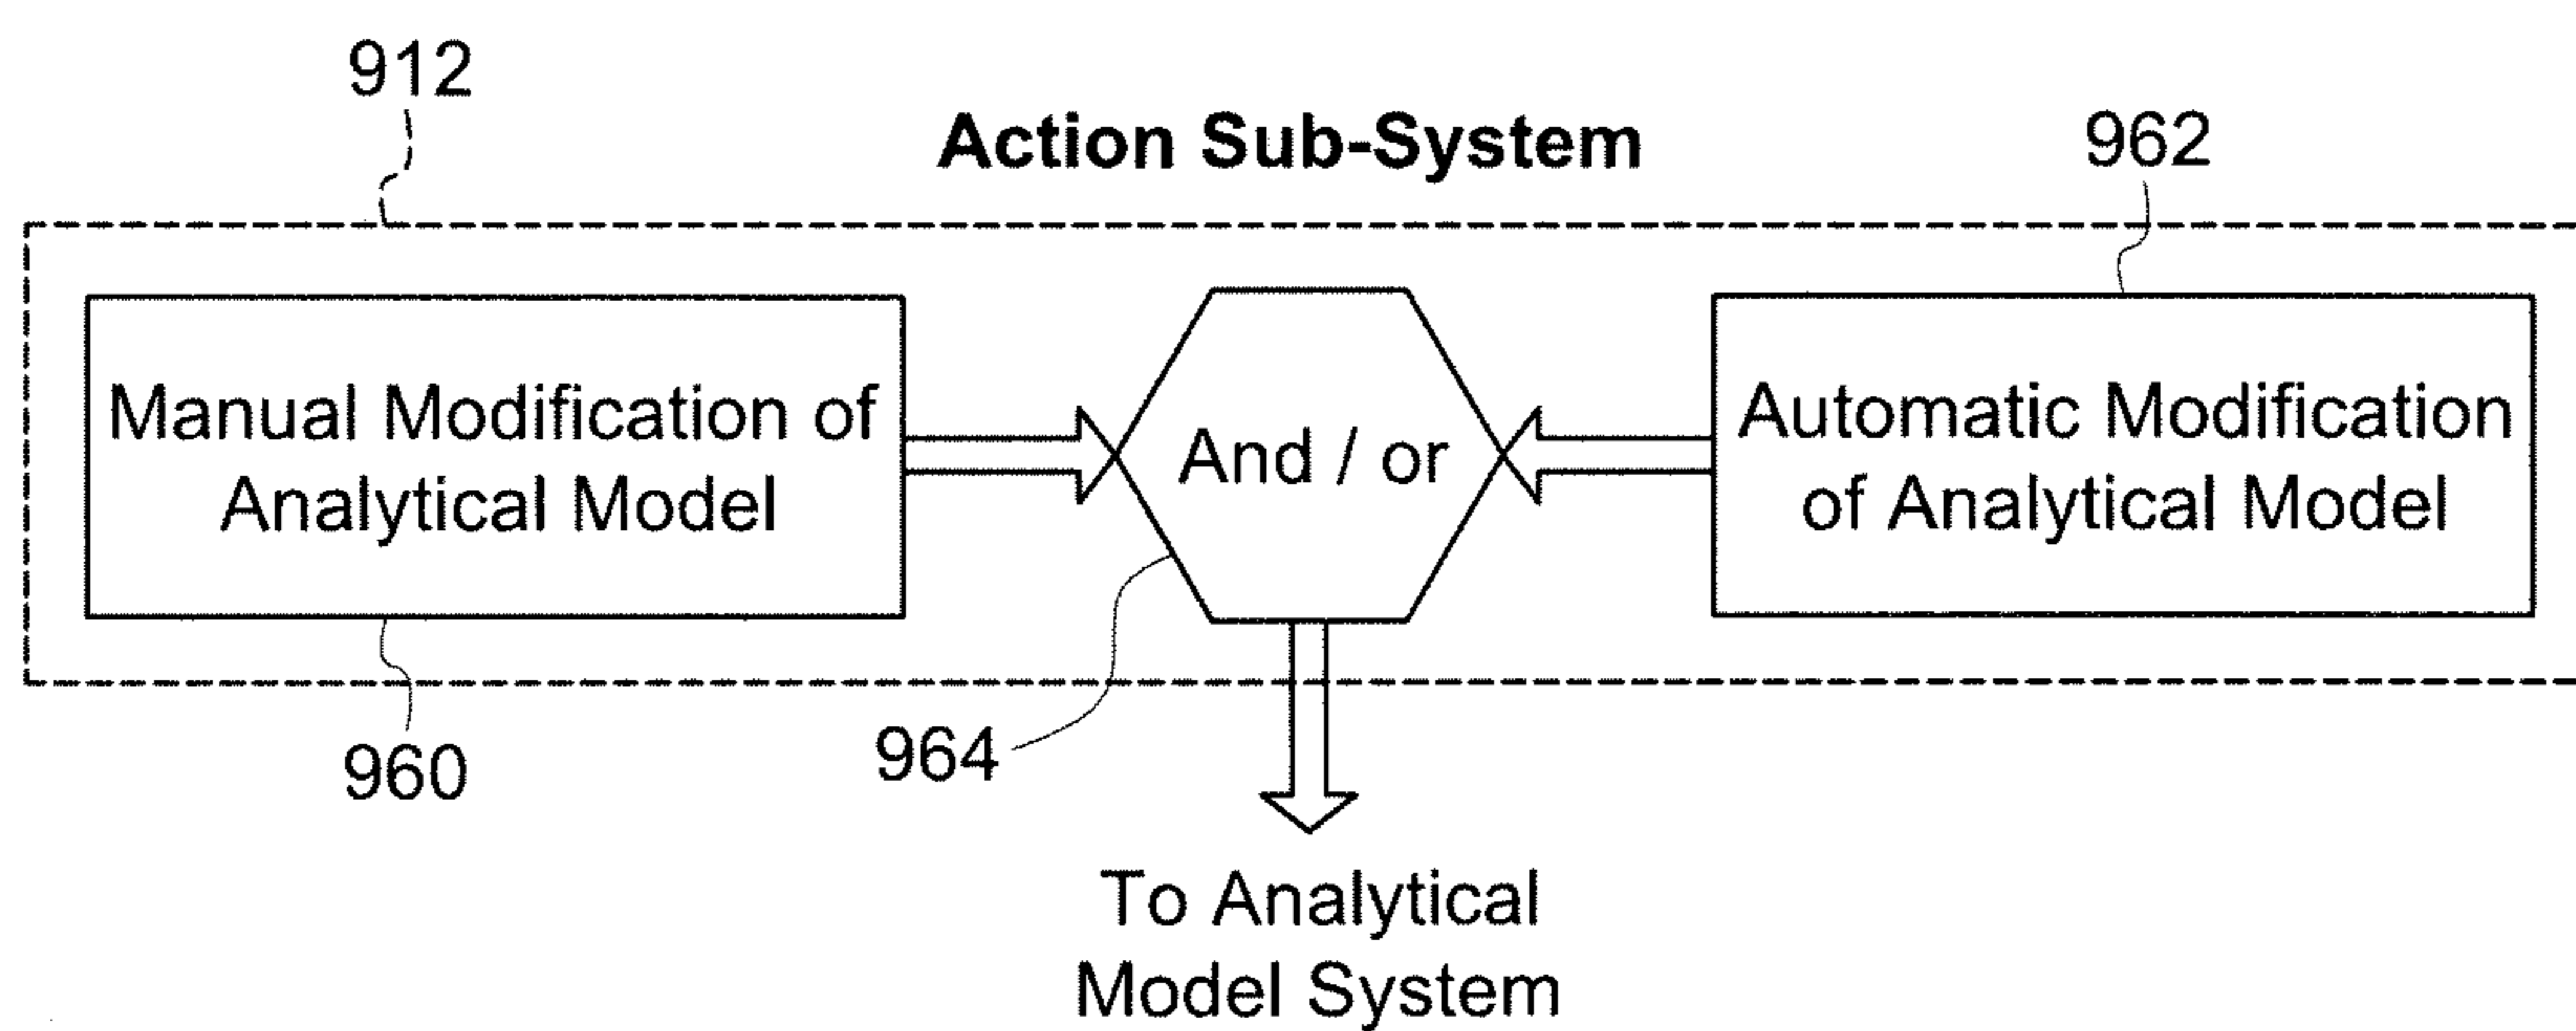 912
Action Sub-System
962
Manual Modification of
Analytical Model
And / or
Automatic Modification
of Analytical Model
960
964
To Analytical
Model System